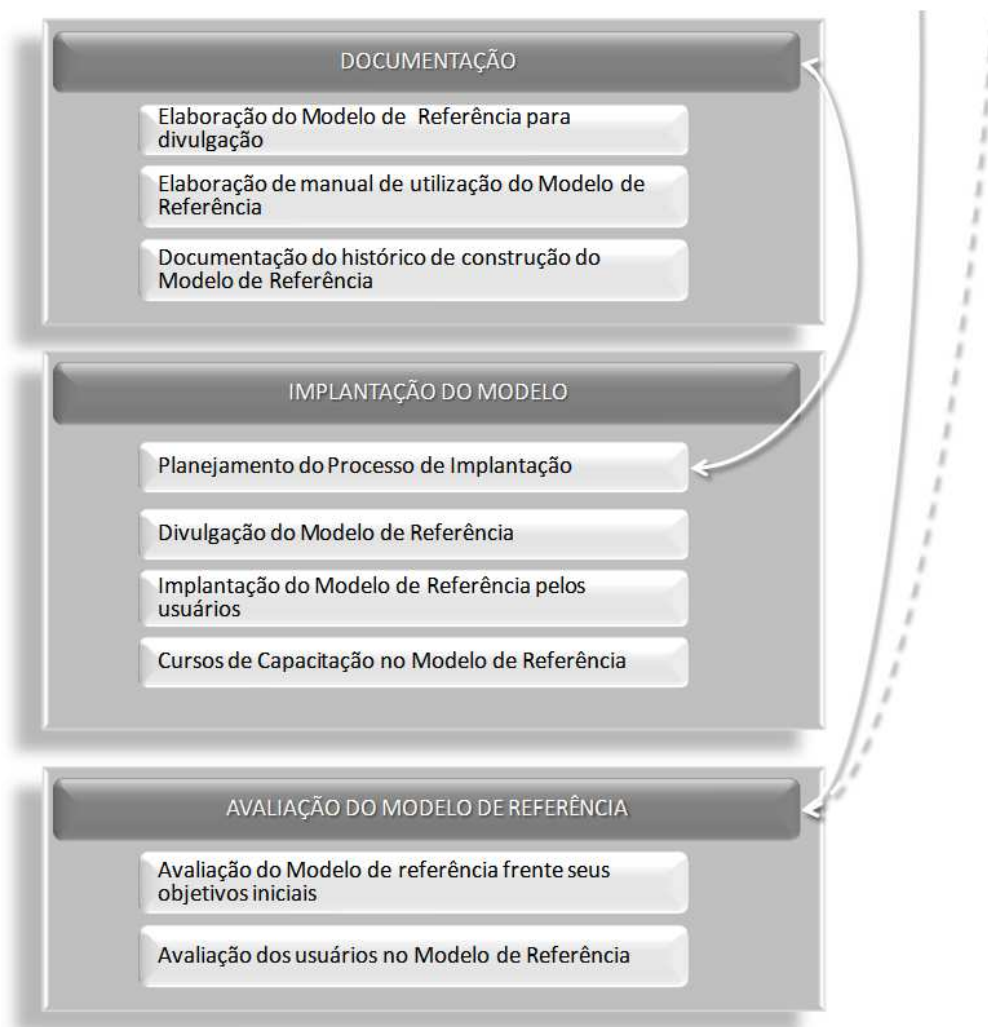 DOCUMENTAÇÃO
Elaboração do Modelo de Referência para
divulgação
Elaboração de manual de utilização do Modelo de
Referência
Documentação do histórico de construção do
Modelo de Referência
IMPLANTAÇÃO DO MODELO
Planejamento do Processo de Implantação
Divulgação do Modelo de Referência
Implantação do Modelo de Referência pelos
usuários
Cursos de Capacitação no Modelo de Referência
AVALIAÇÃO DO MODELO DE REFERÊNCIA
Avaliação do Modelo de referência frente seus
objetivos iniciais
Avaliação dos usuários no Modelo de Referência